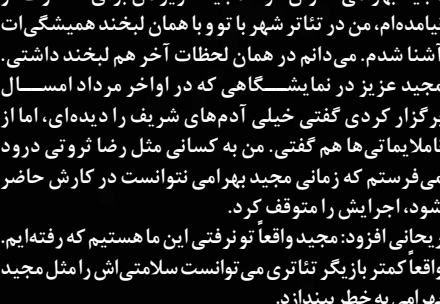 نیامده‌ام، من در تئاتر شهر با تو و با همان لبخند همیشگی‌ات
آشنا شدم. می‌دانم در همان لحظات آخر هم لبخند داشتی.
مجید عزیز در نمایشگاهی که در اواخر مرداد امسال
برگزار کردی گفتی خیلی آدم‌های شریف را دیده‌ای، اما از
ناملایماتی‌ها هم گفتی. من به کسانی مثل رضا ثروتی درود
می‌فرستم که زمانی مجید بهرامی نتوانست در کارش حاضر
شود، اجرایش را متوقف کرد.
ریحانی افزود: مجید واقعاً تو نرفتی این ما هستیم که رفته‌ایم.
واقعاً کمتر بازیگر تئاتری می‌توانست سلامتی‌اش را مثل مجید
بهرامی به خطر بیندازد.